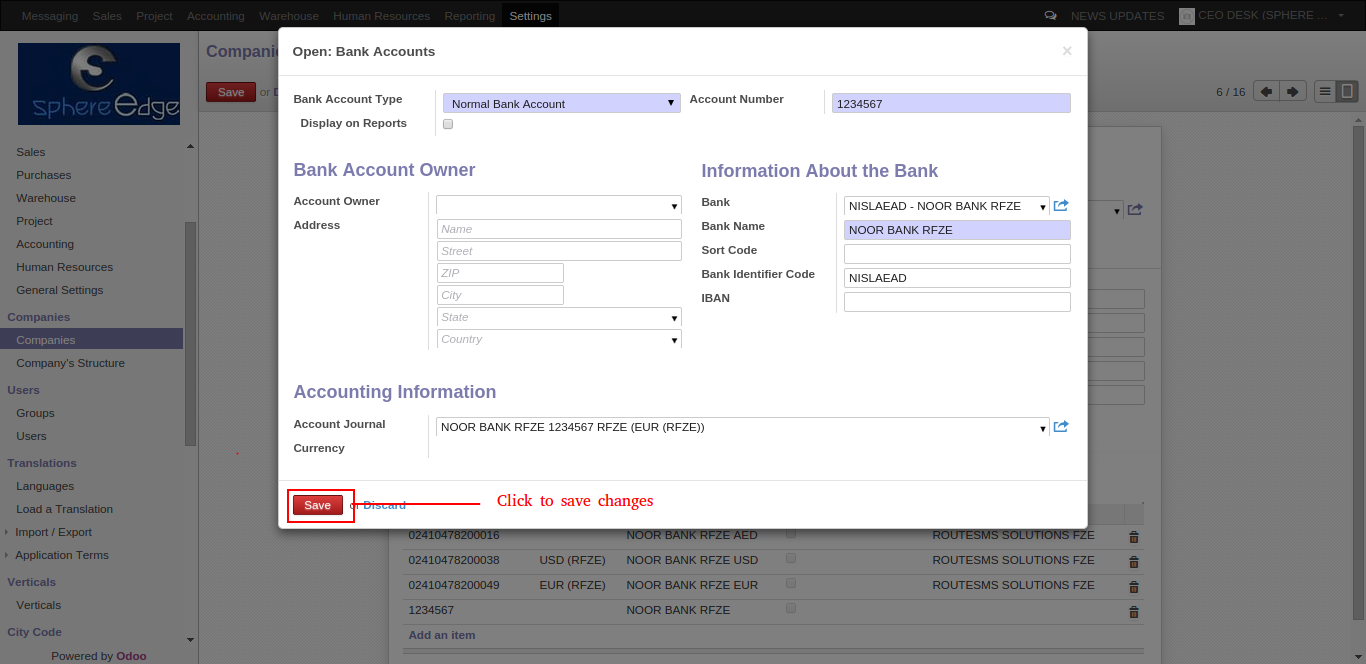 Messaging Sales Project Accounting Warehouse Human Resources Reporting Settings NEWS UPDATES CEO DESK (SPHERE ...
sphere edge
Sales
Purchases
Warehouse
Project
Accounting
Human Resources
General Settings
Companies
Companies
Company's Structure
Users
Groups
Users
Translations
Languages
Load a Translation
Import / Export
Application Terms
Verticals
Verticals
City Code
Powered by Odoo
Save or
6 / 16
Open: Bank Accounts ×
Bank Account Type Normal Bank Account Account Number 1234567
Display on Reports
Bank Account Owner
Account Owner
Address
Name
Street
ZIP
City
State
Country
Information About the Bank
Bank NISLAEAD - NOOR BANK RFZE
Bank Name NOOR BANK RFZE
Sort Code
Bank Identifier Code NISLAEAD
IBAN
Accounting Information
Account Journal NOOR BANK RFZE 1234567 RFZE (EUR (RFZE))
Currency
Save or Discard Click to save changes
02410478200016 NOOR BANK RFZE AED ROUTESMS SOLUTIONS FZE
02410478200038 USD (RFZE) NOOR BANK RFZE USD ROUTESMS SOLUTIONS FZE
02410478200049 EUR (RFZE) NOOR BANK RFZE EUR ROUTESMS SOLUTIONS FZE
1234567 NOOR BANK RFZE
Add an item